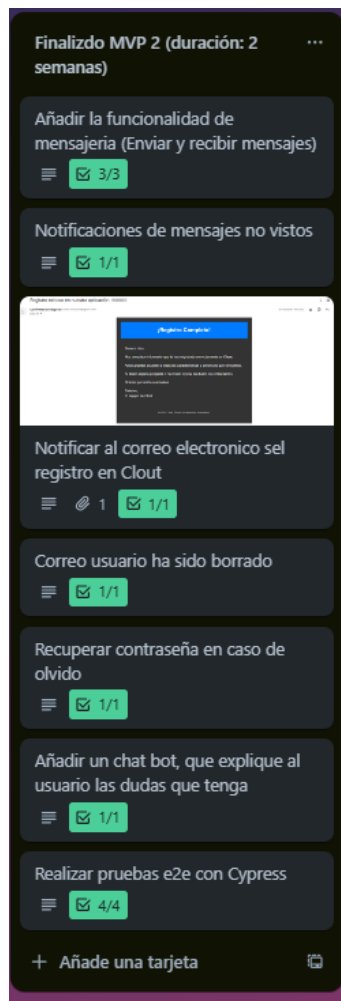 Finalizdo MVP 2 (duración: 2
semanas)
Añadir la funcionalidad de
mensajeria (Enviar y recibir mensajes)
3/3
Notificaciones de mensajes no vistos
1/1
¡Registro Completo!
Notificar al correo electronico sel
registro en Clout
1 1/1
Correo usuario ha sido borrado
1/1
Recuperar contraseña en caso de
olvido
1/1
Añadir un chat bot, que explique al
usuario las dudas que tenga
1/1
Realizar pruebas e2e con Cypress
4/4
+ Añade una tarjeta